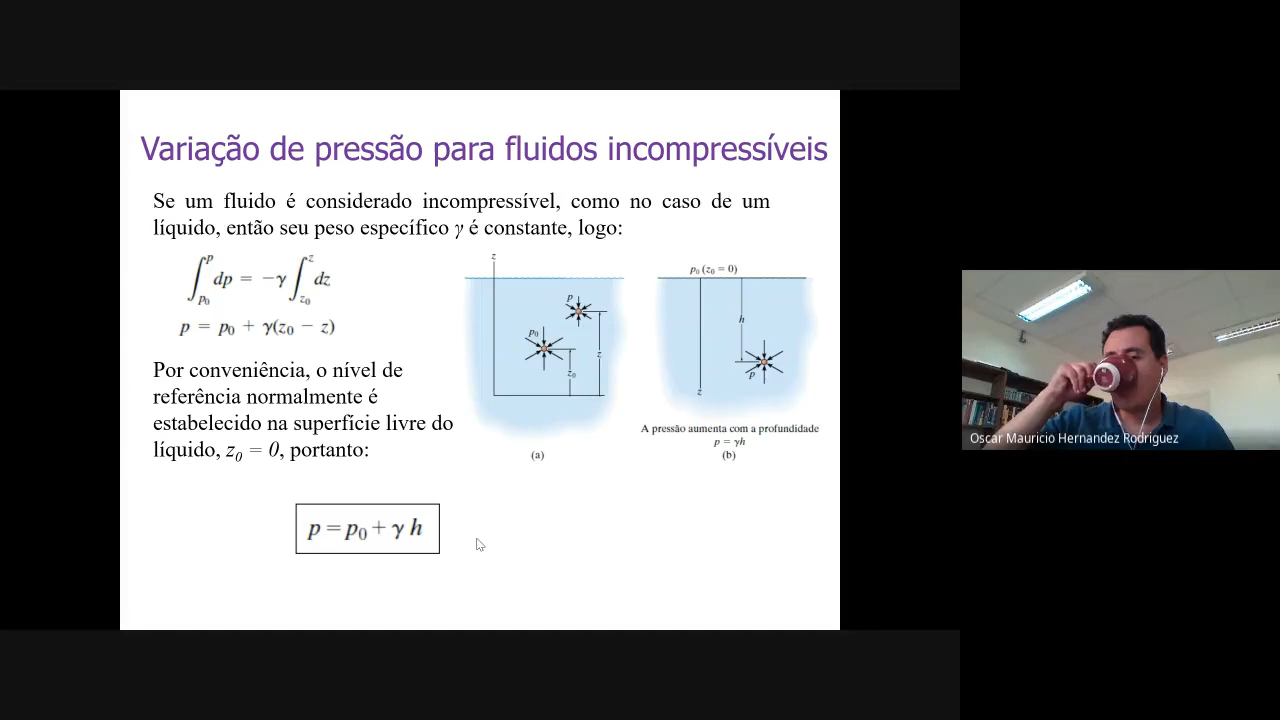 Variação de pressão para fluidos incompressíveis
Se um fluido é considerado incompressível, como no caso de um
líquido, então seu peso específico γ é constante, logo:
∫_{p₀}^{p} dp = −γ ∫_{z₀}^{z} dz
p = p₀ + γ(z₀ − z)
Por conveniência, o nível de
referência normalmente é
estabelecido na superfície livre do
líquido, z₀ = 0, portanto:
p = p₀ + γ h
z
p
p₀
z
z₀
(a)
p₀ (z₀ = 0)
h
p
z
A pressão aumenta com a profundidade
p = γh
(b)
Oscar Mauricio Hernandez Rodriguez